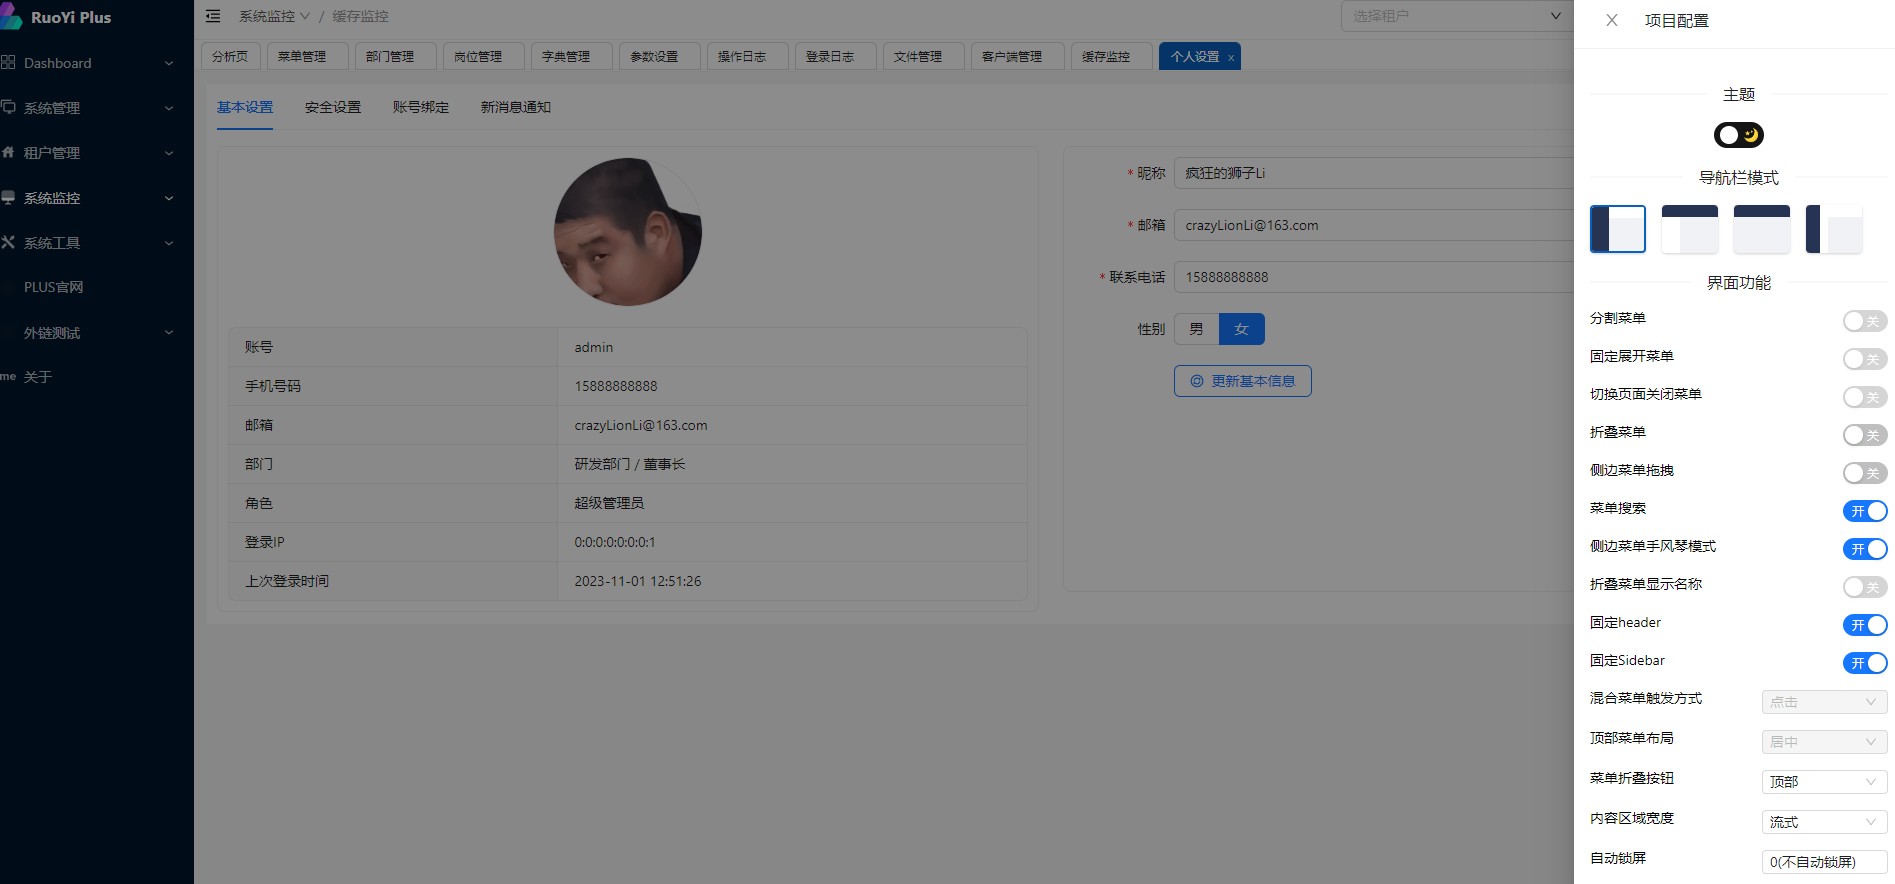 RuoYi Plus
Dashboard
系统管理
租户管理
系统监控
系统工具
PLUS官网
外链测试
me 关于
系统监控 / 缓存监控
选择租户
分析页 菜单管理 部门管理 岗位管理 字典管理 参数设置 操作日志 登录日志 文件管理 客户端管理 缓存监控 个人设置 x
基本设置 安全设置 账号绑定 新消息通知
账号 admin
手机号码 15888888888
邮箱 crazyLionLi@163.com
部门 研发部门 / 董事长
角色 超级管理员
登录IP 0:0:0:0:0:0:0:1
上次登录时间 2023-11-01 12:51:26
* 昵称 疯狂的狮子Li
* 邮箱 crazyLionLi@163.com
* 联系电话 15888888888
性别 男 女
更新基本信息
项目配置
主题
导航栏模式
界面功能
分割菜单 关
固定展开菜单 关
切换页面关闭菜单 关
折叠菜单 关
侧边菜单拖拽 关
菜单搜索 开
侧边菜单手风琴模式 开
折叠菜单显示名称 关
固定header 开
固定Sidebar 开
混合菜单触发方式 点击
顶部菜单布局 居中
菜单折叠按钮 顶部
内容区域宽度 流式
自动锁屏 0(不自动锁屏)